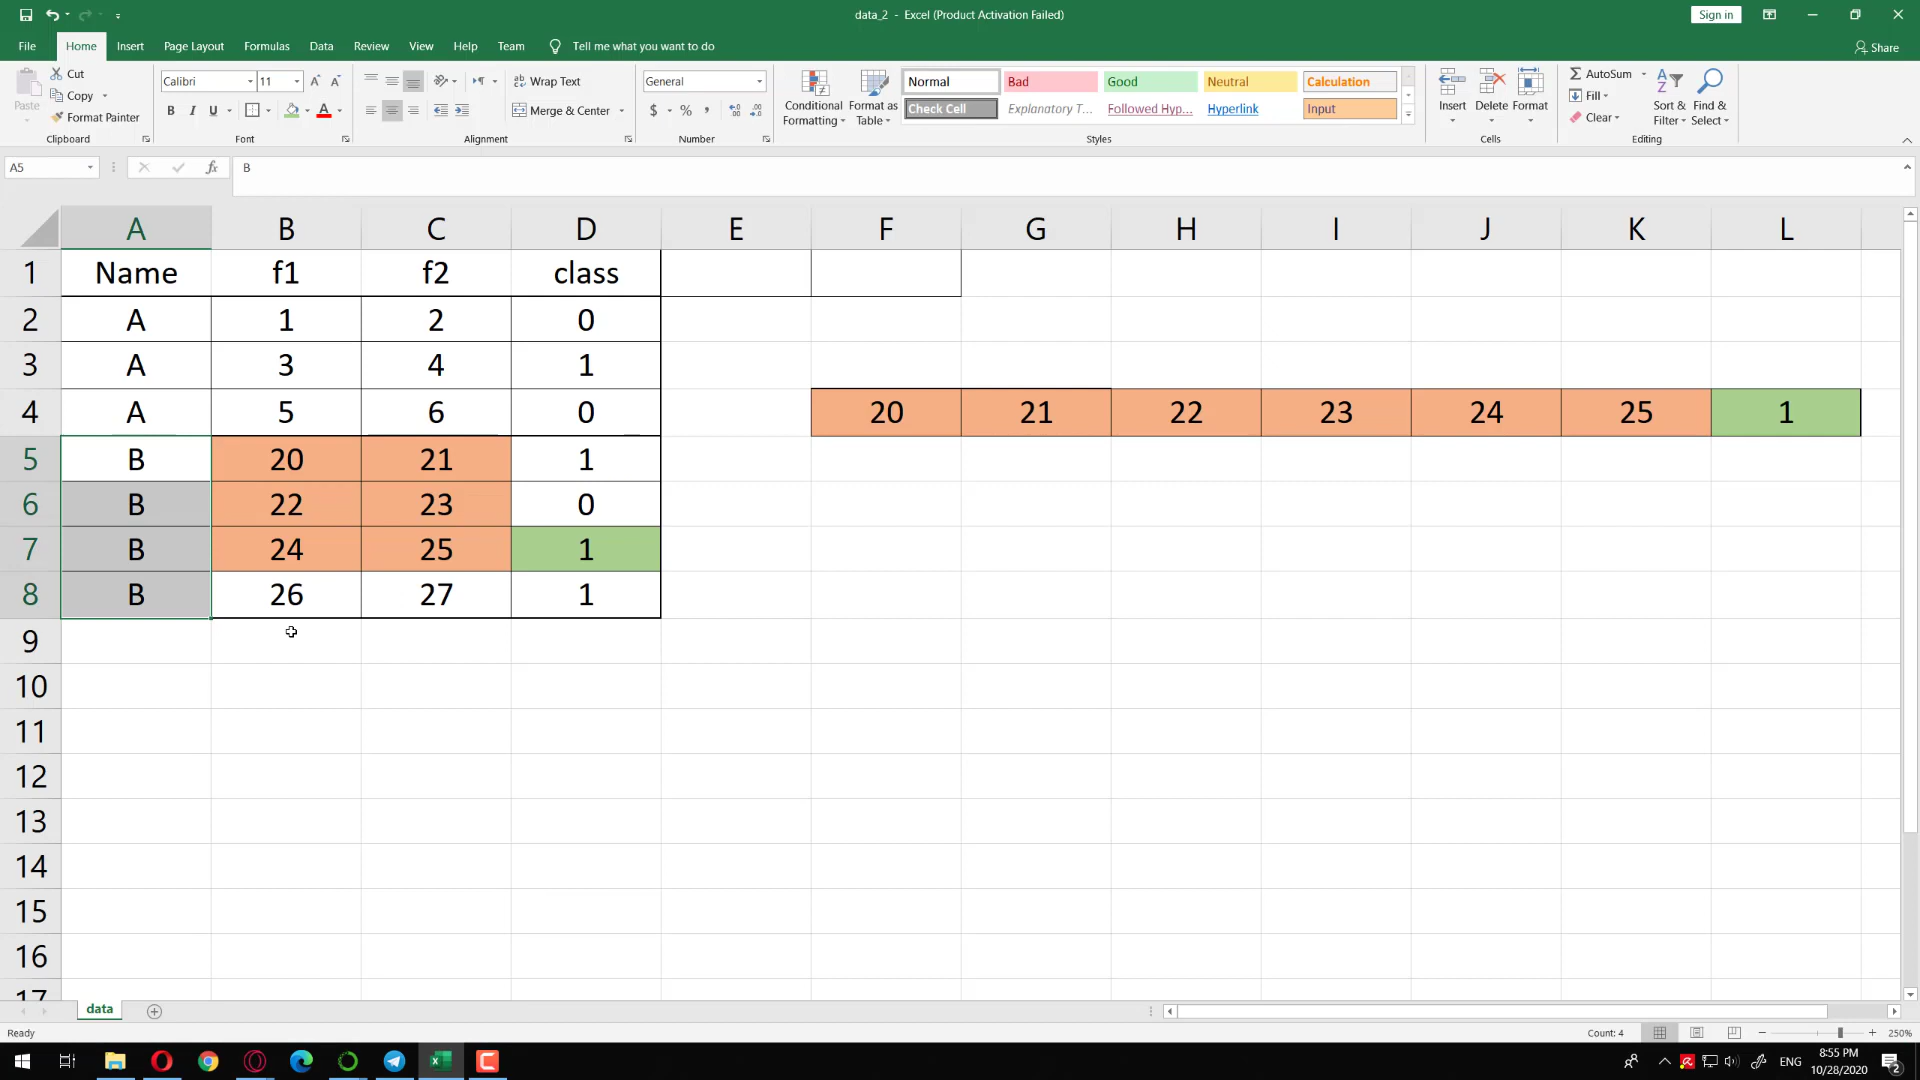 data_2 - Excel (Product Activation Failed)
Sign in
File Home Insert Page Layout Formulas Data Review View Help Team Tell me what you want to do
Share
Paste
Cut
Copy
Format Painter
Clipboard
Calibri 11
B I U
Font
Wrap Text
Merge & Center
Alignment
General
$ % ,
Number
Conditional Formatting
Format as Table
Normal Bad Good Neutral Calculation
Check Cell Explanatory T... Followed Hyp... Hyperlink Input
Styles
Insert Delete Format
Cells
AutoSum
Fill
Clear
Sort & Filter
Find & Select
Editing
A5 fx B
A B C D E F G H I J K L
1 Name f1 f2 class
2 A 1 2 0
3 A 3 4 1
4 A 5 6 0 20 21 22 23 24 25 1
5 B 20 21 1
6 B 22 23 0
7 B 24 25 1
8 B 26 27 1
9
10
11
12
13
14
15
16
17
data
Ready
Count: 4
250%
ENG
8:55 PM
10/28/2020
2